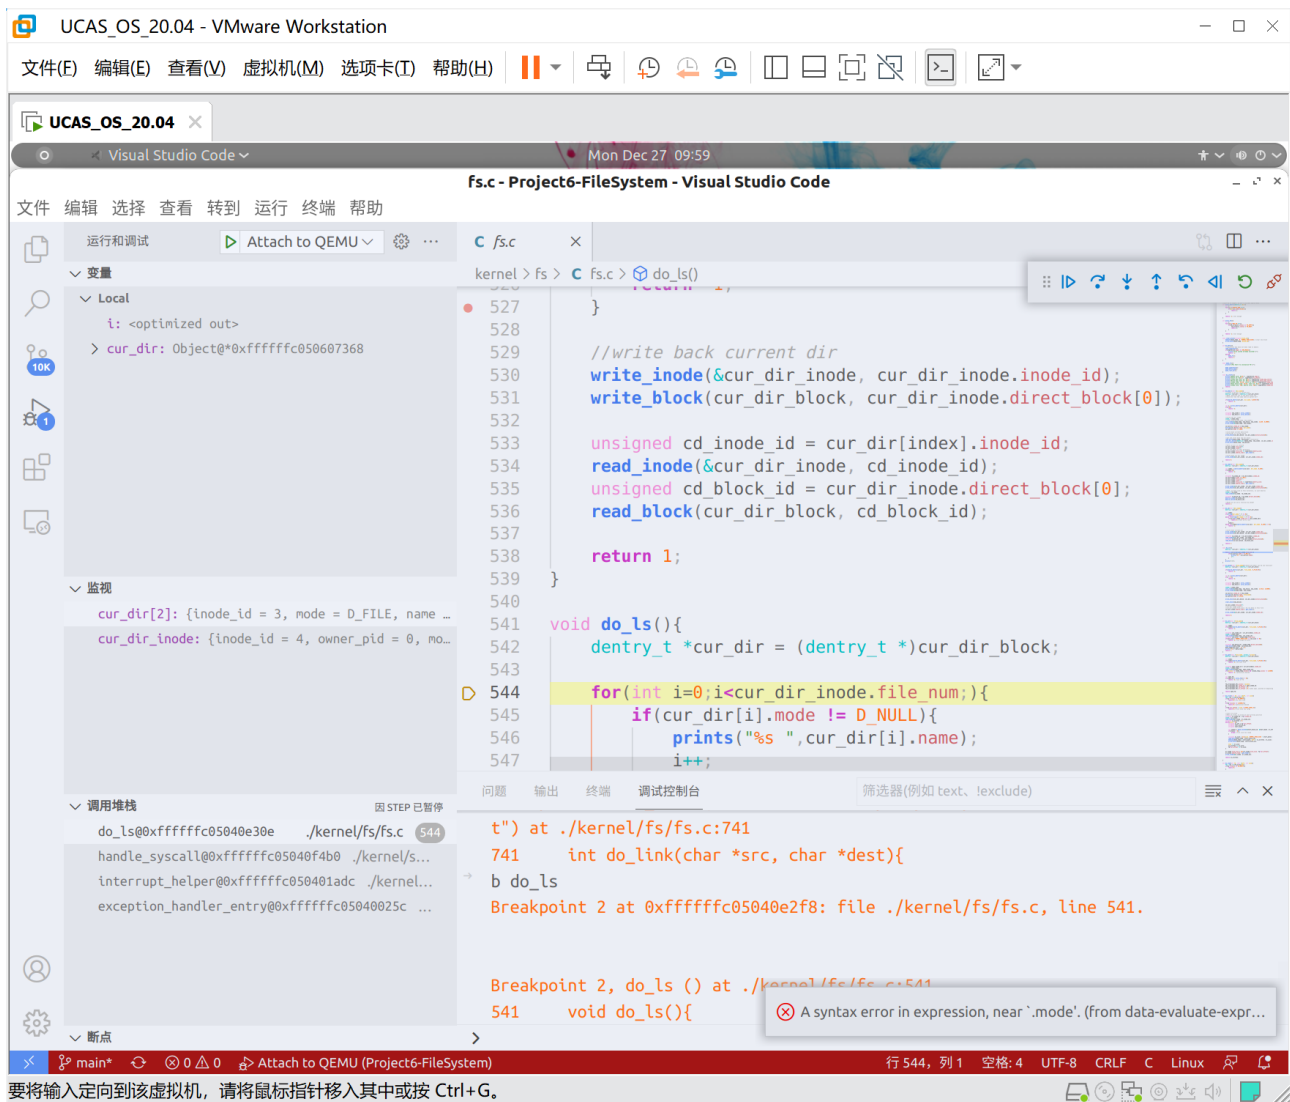 UCAS_OS_20.04 - VMware Workstation
文件(F) 编辑(E) 查看(V) 虚拟机(M) 选项卡(T) 帮助(H)
UCAS_OS_20.04
Visual Studio Code
Mon Dec 27 09:59
fs.c - Project6-FileSystem - Visual Studio Code
文件 编辑 选择 查看 转到 运行 终端 帮助
运行和调试
Attach to QEMU
变量
Local
i: <optimized out>
cur_dir: Object@*0xffffffc050607368
10K
1
监视
cur_dir[2]: {inode_id = 3, mode = D_FILE, name …
cur_dir_inode: {inode_id = 4, owner_pid = 0, mo…
调用堆栈
因 STEP 已暂停
do_ls@0xffffffc05040e30e ./kernel/fs/fs.c 544
handle_syscall@0xffffffc05040f4b0 ./kernel/s…
interrupt_helper@0xffffffc050401adc ./kernel…
exception_handler_entry@0xffffffc05040025c …
断点
C fs.c
kernel > fs > C fs.c > do_ls()
527 }
528
529 //write back current dir
530 write_inode(&cur_dir_inode, cur_dir_inode.inode_id);
531 write_block(cur_dir_block, cur_dir_inode.direct_block[0]);
532
533 unsigned cd_inode_id = cur_dir[index].inode_id;
534 read_inode(&cur_dir_inode, cd_inode_id);
535 unsigned cd_block_id = cur_dir_inode.direct_block[0];
536 read_block(cur_dir_block, cd_block_id);
537
538 return 1;
539 }
540
541 void do_ls(){
542 dentry_t *cur_dir = (dentry_t *)cur_dir_block;
543
544 for(int i=0;i<cur_dir_inode.file_num;){
545 if(cur_dir[i].mode != D_NULL){
546 prints("%s ",cur_dir[i].name);
547 i++;
问题 输出 终端 调试控制台
筛选器(例如 text、!exclude)
t") at ./kernel/fs/fs.c:741
741 int do_link(char *src, char *dest){
b do_ls
Breakpoint 2 at 0xffffffc05040e2f8: file ./kernel/fs/fs.c, line 541.
Breakpoint 2, do_ls () at ./kernel/fs/fs.c:541
541 void do_ls(){
A syntax error in expression, near `.mode'. (from data-evaluate-expr…
main* 0 0 Attach to QEMU (Project6-FileSystem)
行 544，列 1 空格: 4 UTF-8 CRLF C Linux
要将输入定向到该虚拟机，请将鼠标指针移入其中或按 Ctrl+G。